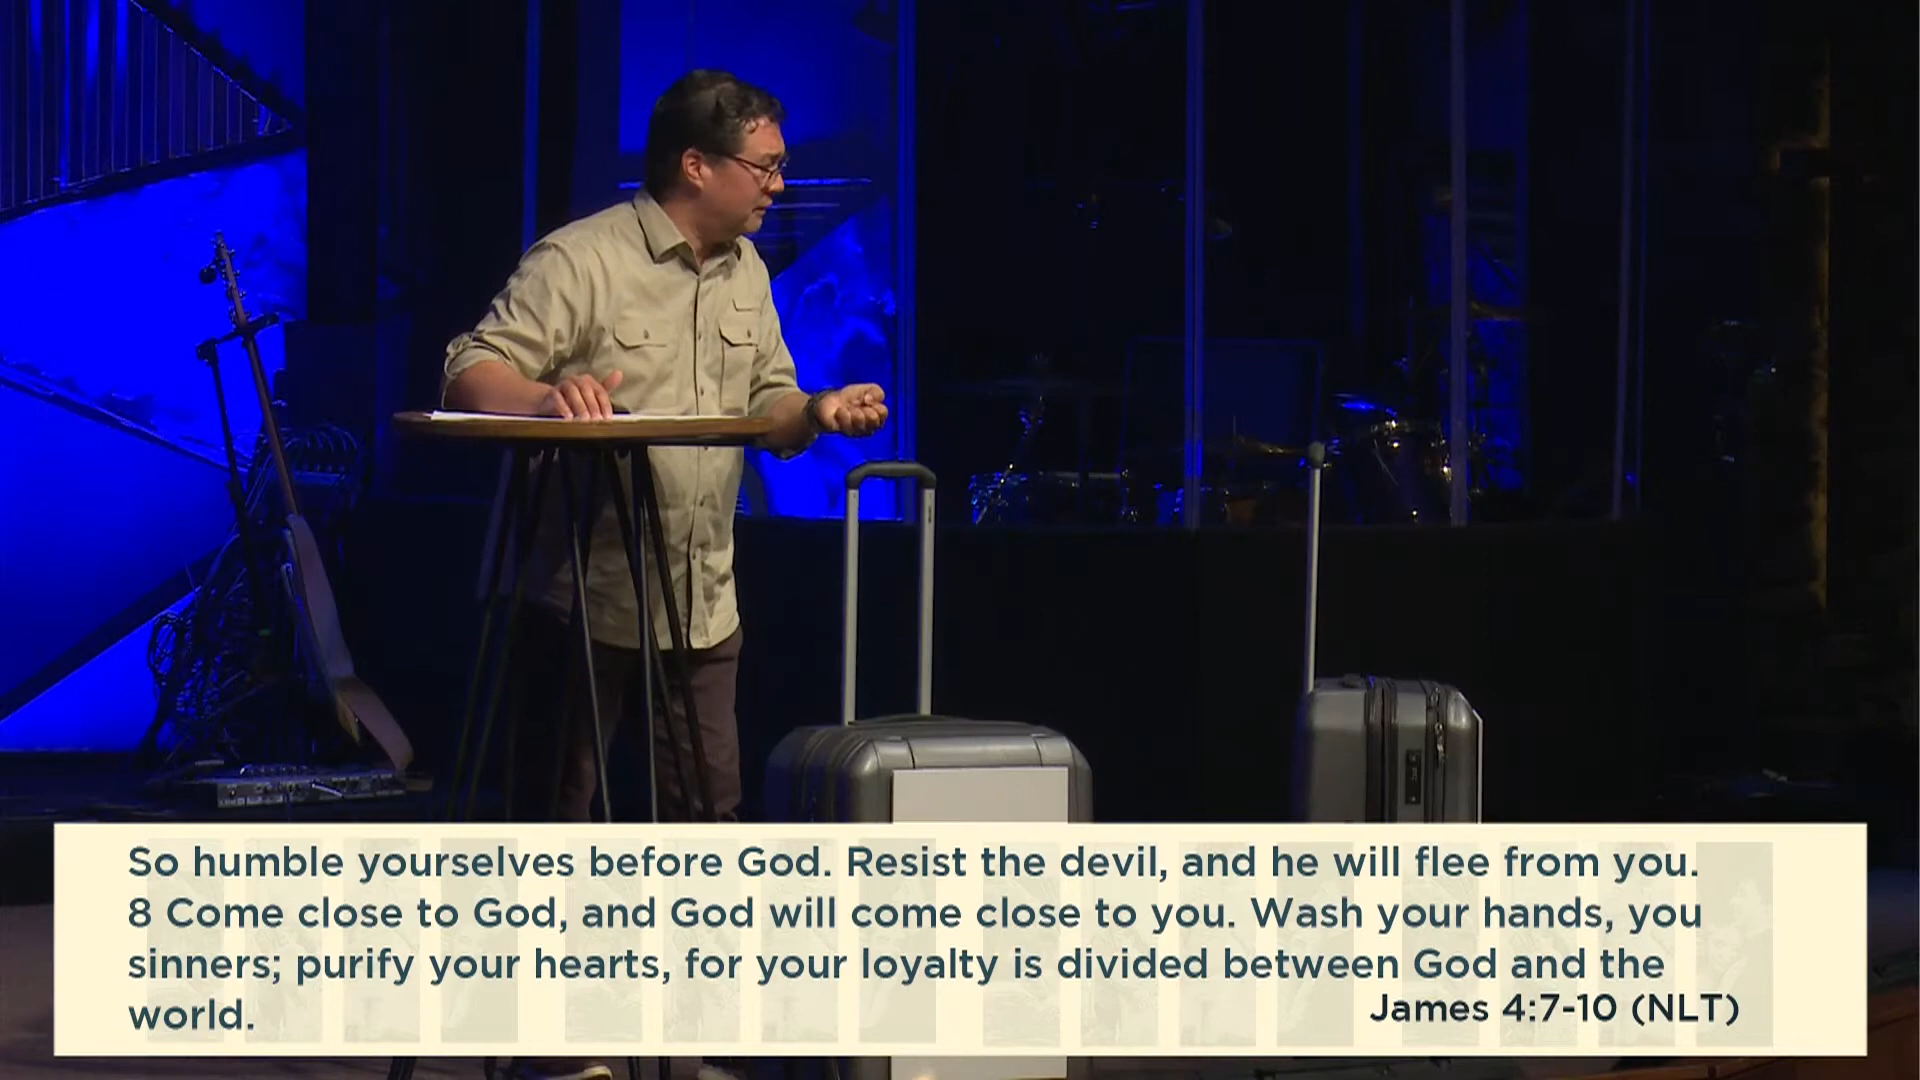 So humble yourselves before God. Resist the devil, and he will flee from you.
8 Come close to God, and God will come close to you. Wash your hands, you
sinners; purify your hearts, for your loyalty is divided between God and the
world.
James 4:7-10 (NLT)